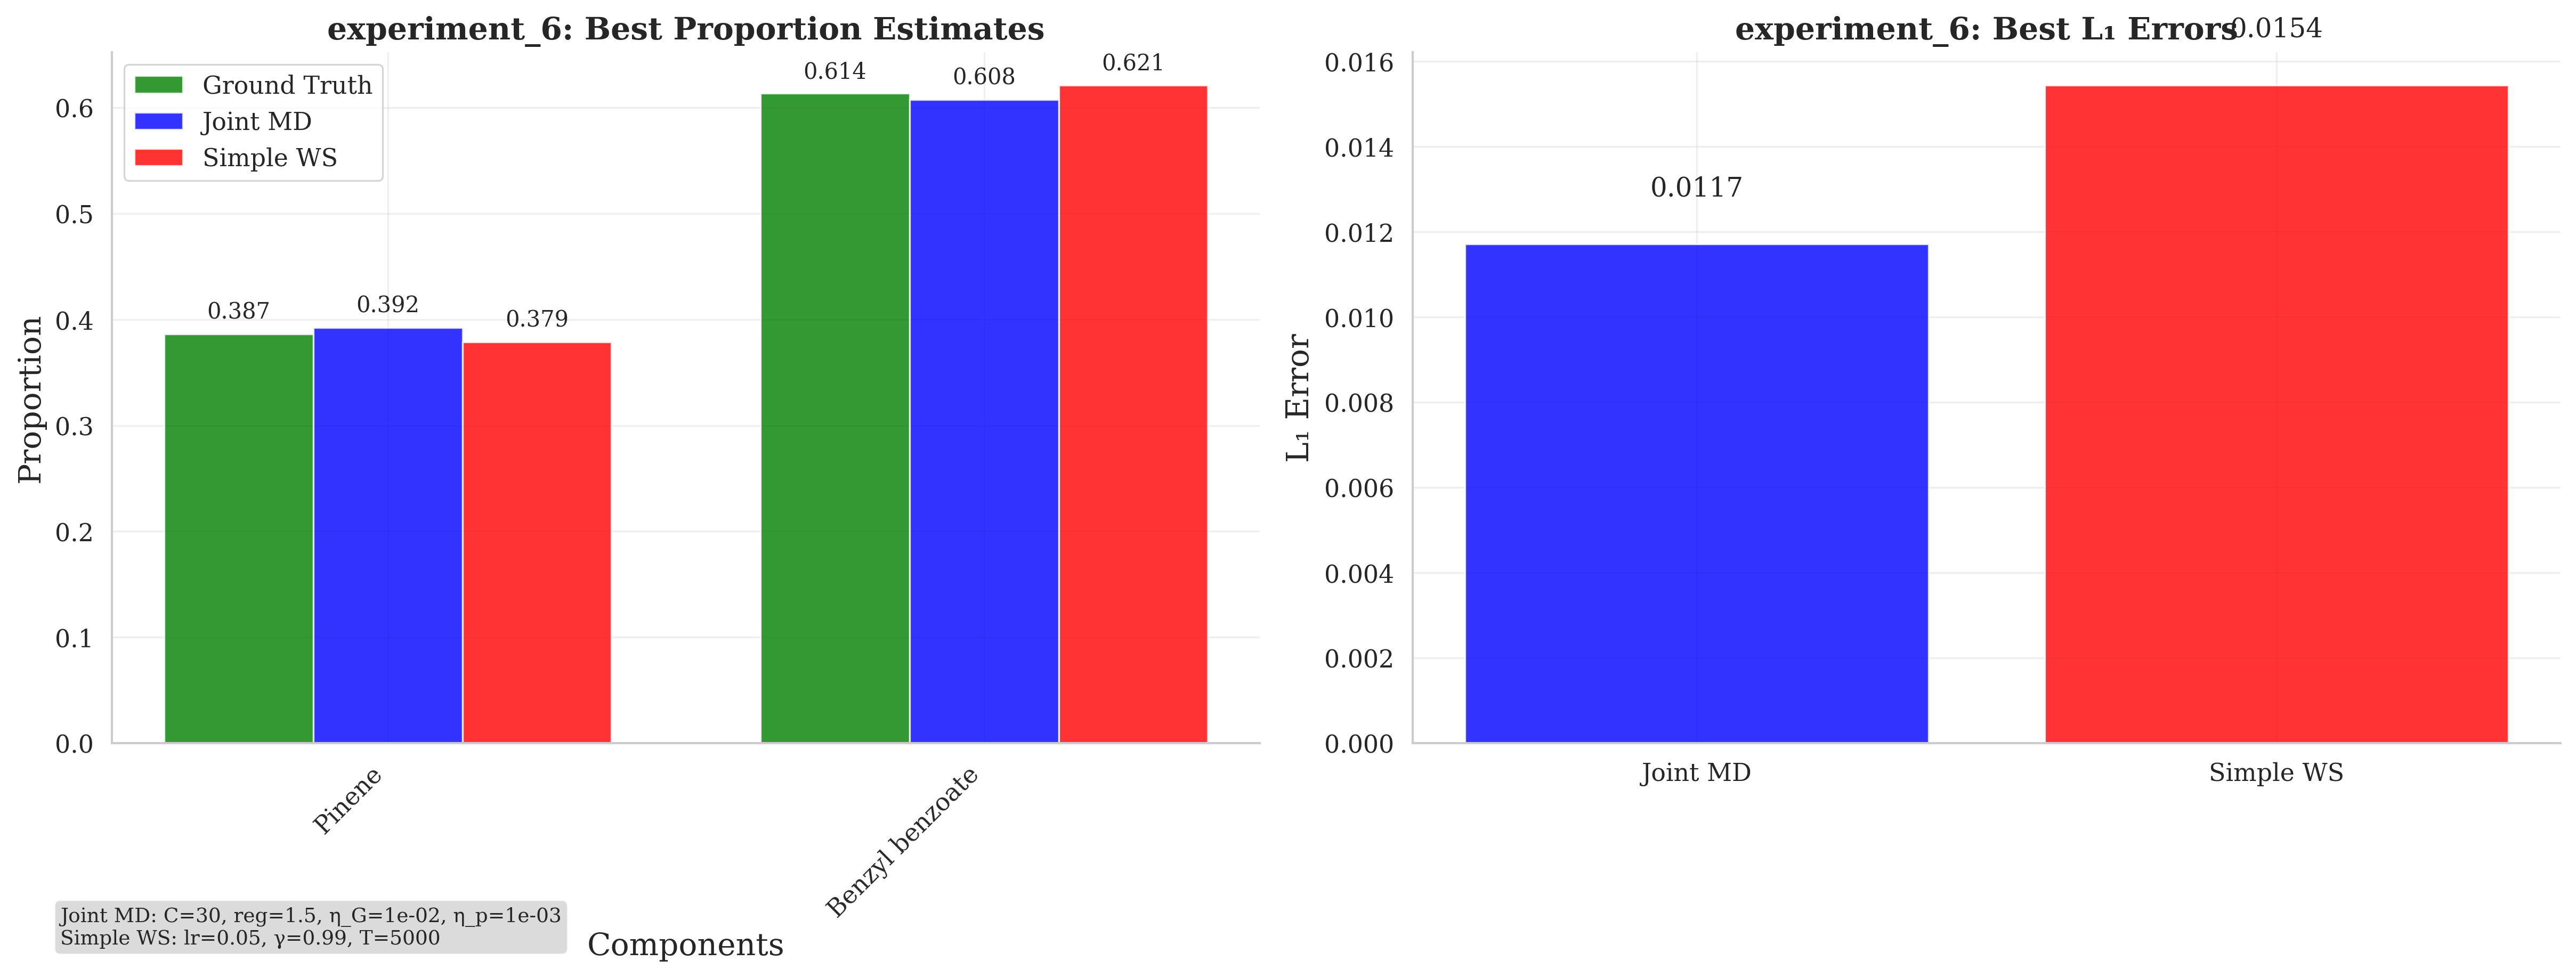 experiment_6: Best Proportion Estimates
Ground Truth
Joint MD
Simple WS
0.614
0.608
0.621
0.387
0.392
0.379
0.6
0.5
0.4
0.3
0.2
0.1
0.0
Proportion
Pinene
Benzyl benzoate
Components
Joint MD: C=30, reg=1.5, η_G=1e-02, η_p=1e-03
Simple WS: lr=0.05, γ=0.99, T=5000
experiment_6: Best L₁ Errors
0.0154
0.0117
0.016
0.014
0.012
0.010
0.008
0.006
0.004
0.002
0.000
L₁ Error
Joint MD
Simple WS